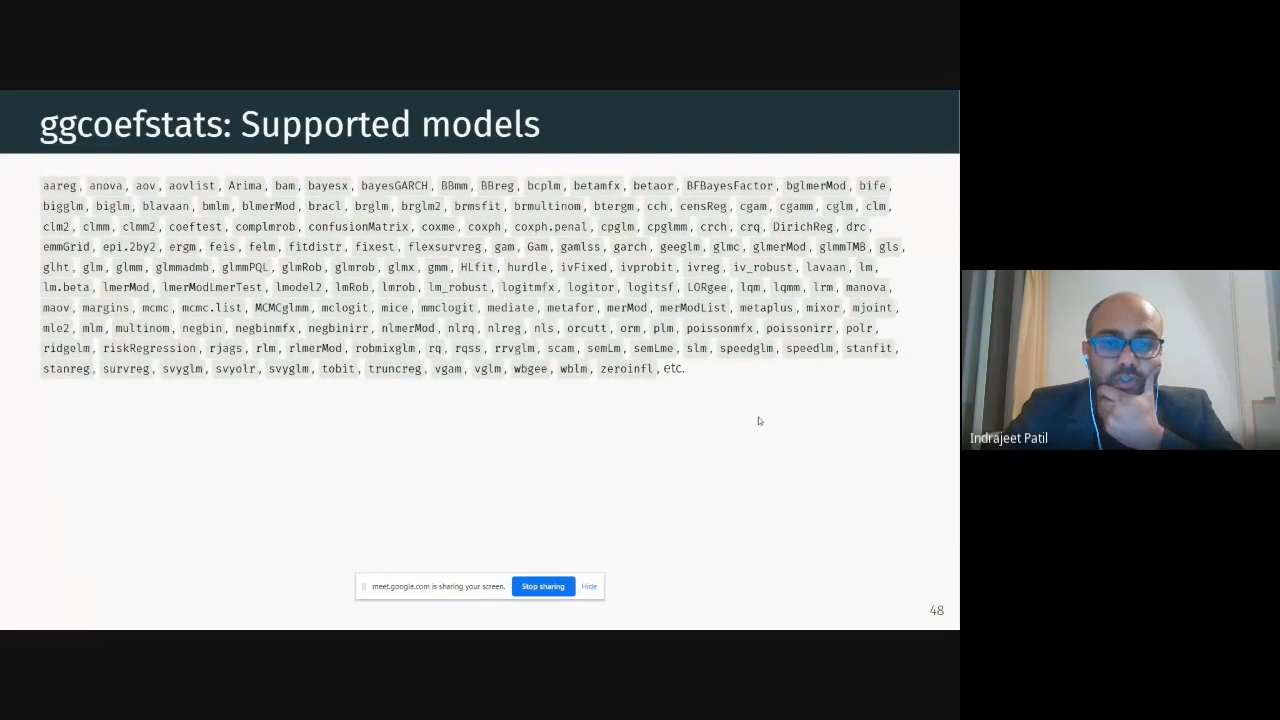 ggcoefstats: Supported models
aareg, anova, aov, aovlist, Arima, bam, bayesx, bayesGARCH, BBmm, BBreg, bcplm, betamfx, betaor, BFBayesFactor, bglmerMod, bife,
bigglm, biglm, blavaan, bmlm, blmerMod, bracl, brglm, brglm2, brmsfit, brmultinom, btergm, cch, censReg, cgam, cgamm, cglm, clm,
clm2, clmm, clmm2, coeftest, complmrob, confusionMatrix, coxme, coxph, coxph.penal, cpglm, cpglmm, crch, crq, DirichReg, drc,
emmGrid, epi.2by2, ergm, feis, felm, fitdistr, fixest, flexsurvreg, gam, Gam, gamlss, garch, geeglm, glmc, glmerMod, glmmTMB, gls,
glht, glm, glmm, glmmadmb, glmmPQL, glmRob, glmrob, glmx, gmm, HLfit, hurdle, ivFixed, ivprobit, ivreg, iv_robust, lavaan, lm,
lm.beta, lmerMod, lmerModLmerTest, lmodel2, lmRob, lmrob, lm_robust, logitmfx, logitor, logitsf, LORgee, lqm, lqmm, lrm, manova,
maov, margins, mcmc, mcmc.list, MCMCglmm, mclogit, mice, mmclogit, mediate, metafor, merMod, merModList, metaplus, mixor, mjoint,
mle2, mlm, multinom, negbin, negbinmfx, negbinirr, nlmerMod, nlrq, nlreg, nls, orcutt, orm, plm, poissonmfx, poissonirr, polr,
ridgelm, riskRegression, rjags, rlm, rlmerMod, robmixglm, rq, rqss, rrvglm, scam, semLm, semLme, slm, speedglm, speedlm, stanfit,
stanreg, survreg, svyglm, svyolr, svyglm, tobit, truncreg, vgam, vglm, wbgee, wblm, zeroinfl, etc.
Indrajeet Patil
meet.google.com is sharing your screen. Stop sharing Hide
48